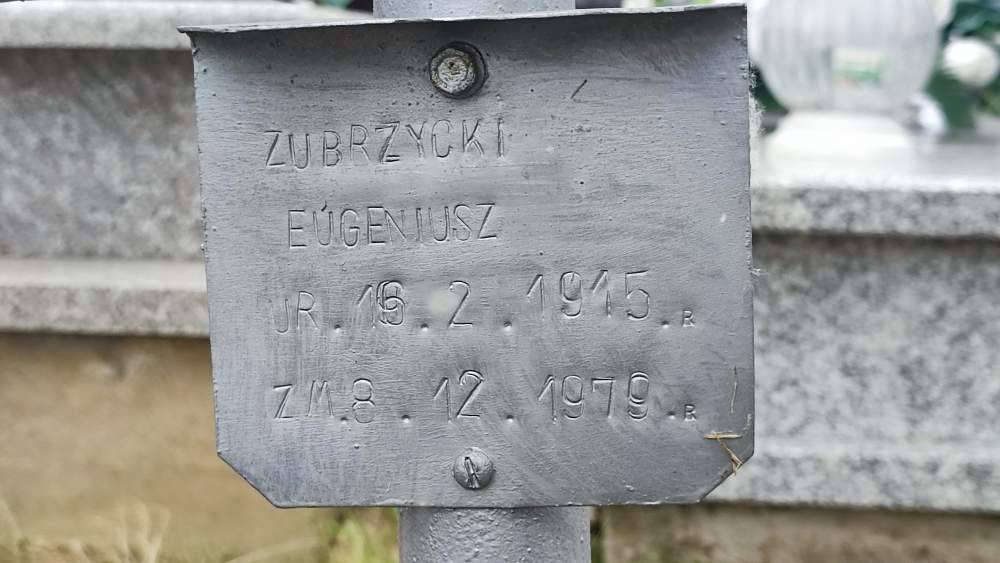 ZUBRZYCKI
EUGENIUSZ
UR. . 2 . 1915.R
ZM.8 . 12 . 1979.R